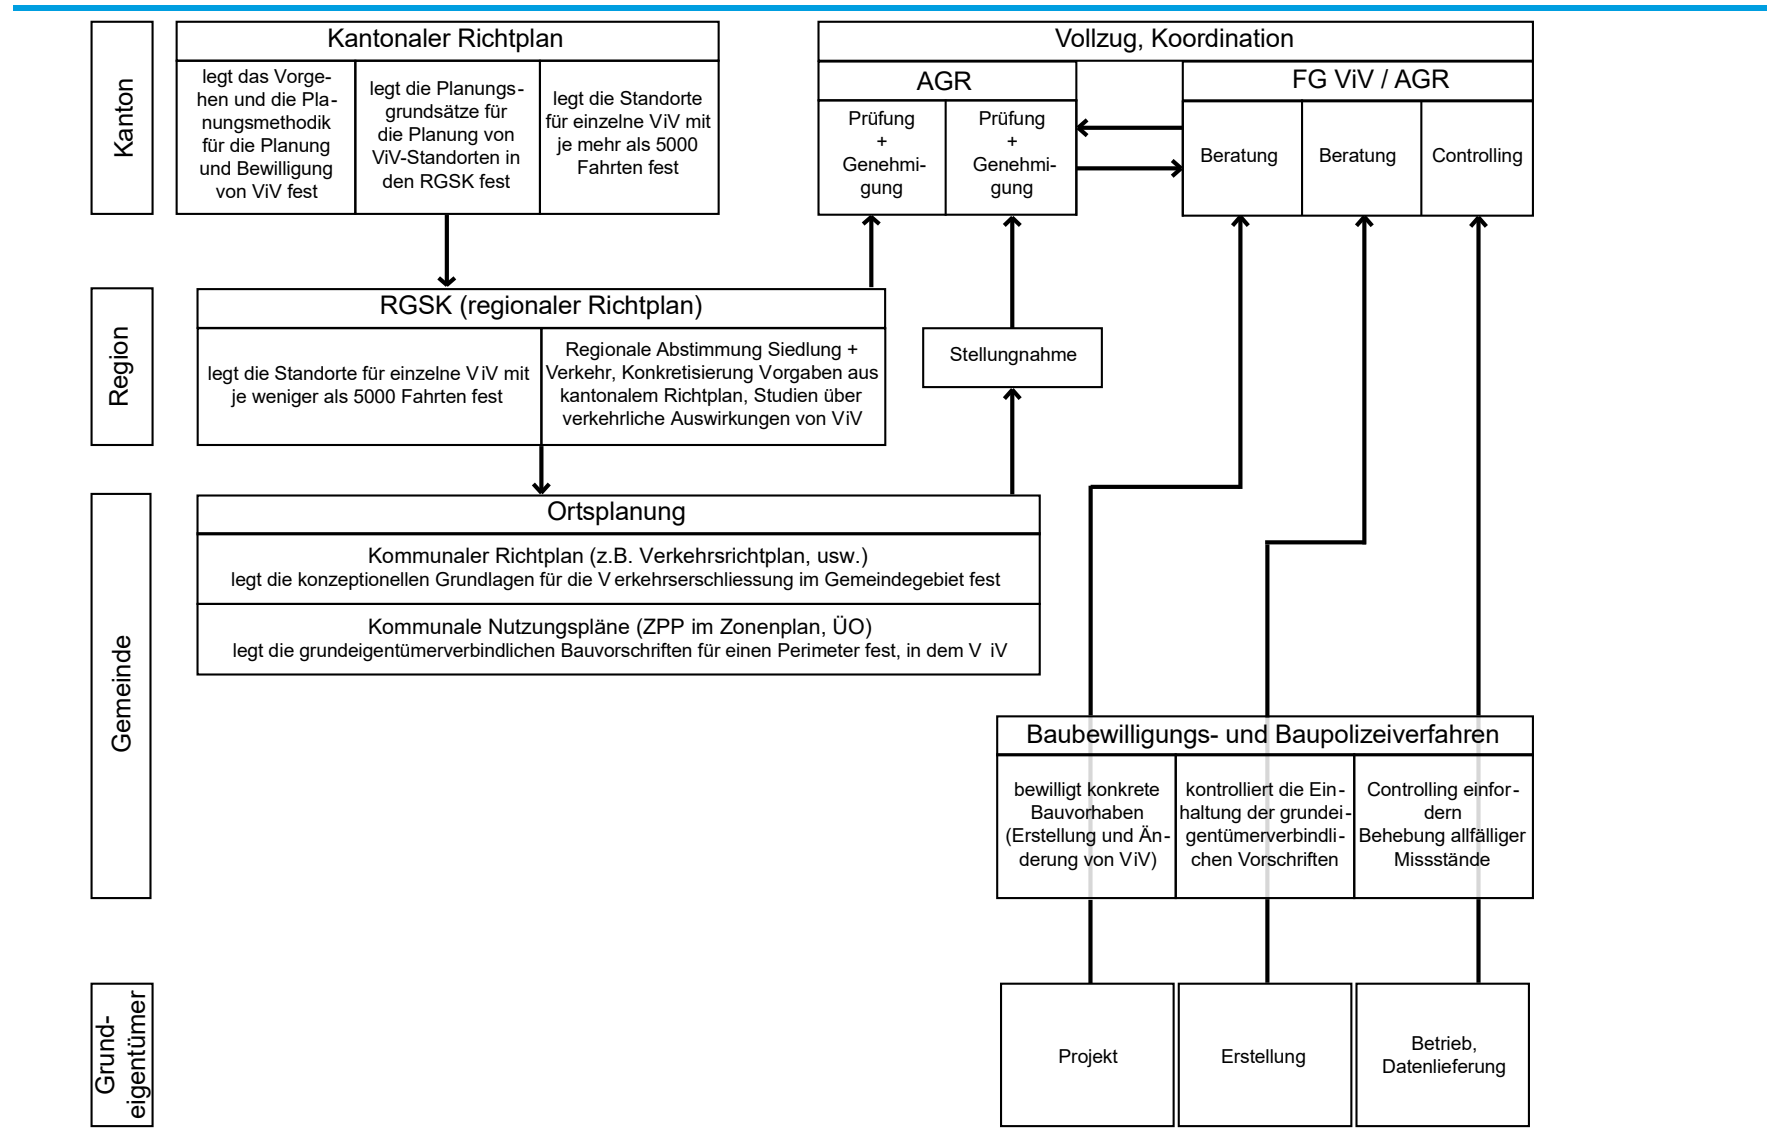 Kanton
Kantonaler Richtplan
legt das Vorge-
hen und die Pla-
nungsmethodik
für die Planung
und Bewilligung
von ViV fest
legt die Planungs-
grundsätze für
die Planung von
ViV-Standorten in
den RGSK fest
legt die Standorte
für einzelne ViV mit
je mehr als 5000
Fahrten fest
Vollzug, Koordination
AGR
Prüfung
+
Genehmi-
gung
Prüfung
+
Genehmi-
gung
FG ViV / AGR
Beratung
Beratung
Controlling
Region
RGSK (regionaler Richtplan)
legt die Standorte für einzelne ViV mit
je weniger als 5000 Fahrten fest
Regionale Abstimmung Siedlung +
Verkehr, Konkretisierung Vorgaben aus
kantonalem Richtplan, Studien über
verkehrliche Auswirkungen von ViV
Stellungnahme
Gemeinde
Ortsplanung
Kommunaler Richtplan (z.B. Verkehrsrichtplan, usw.)
legt die konzeptionellen Grundlagen für die V erkehrserschliessung im Gemeindegebiet fest
Kommunale Nutzungspläne (ZPP im Zonenplan, ÜO)
legt die grundeigentümerverbindlichen Bauvorschriften für einen Perimeter fest, in dem V iV
Baubewilligungs- und Baupolizeiverfahren
bewilligt konkrete
Bauvorhaben
(Erstellung und Än-
derung von ViV)
kontrolliert die Ein-
haltung der grundei-
gentümerverbindli-
chen Vorschriften
Controlling einfor-
dern
Behebung allfälliger
Missstände
Grund-
eigentümer
Projekt
Erstellung
Betrieb,
Datenlieferung